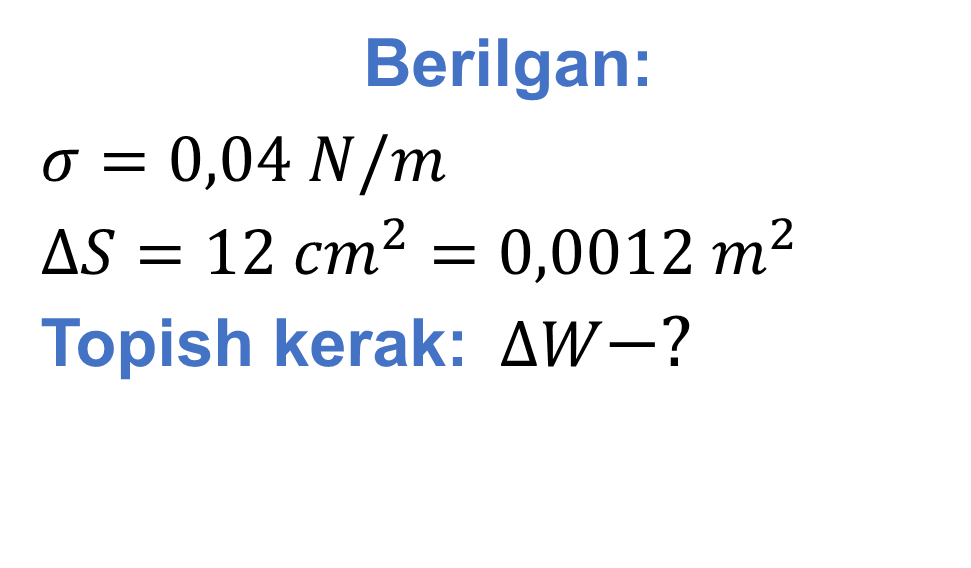 Berilgan:
σ = 0,04 N/m
ΔS = 12 cm² = 0,0012 m²
Topish kerak: ΔW−?